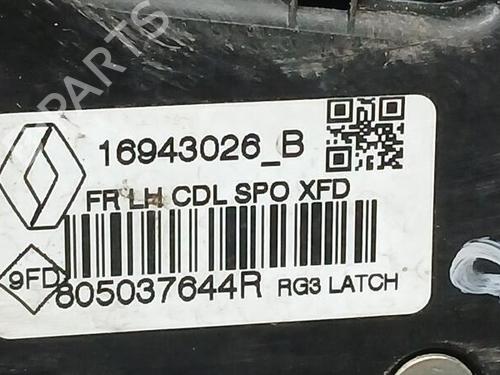 PARTS
16943026_B
FR LH CDL SPO XFD
9FD
805037644R RG3 LATCH